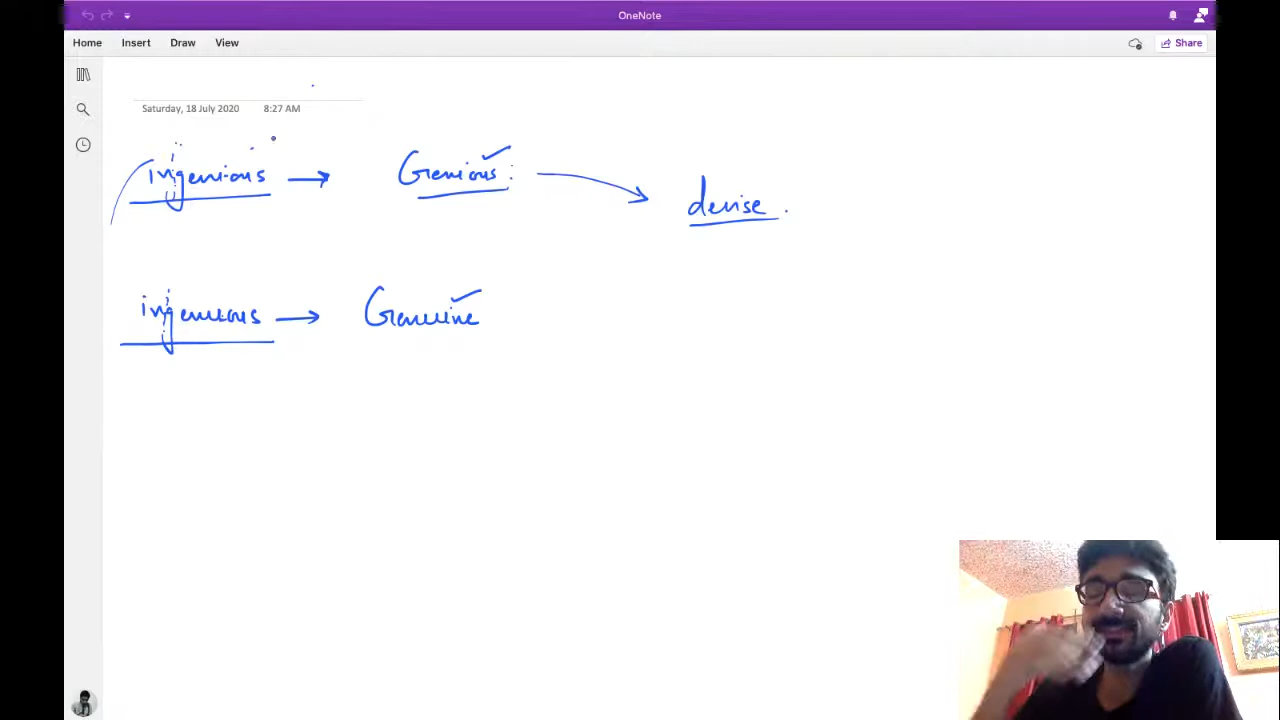 OneNote
Home Insert Draw View Share
Saturday, 18 July 2020 8:27 AM
ingenious → Genious :
devise .
ingenuous → Genuine